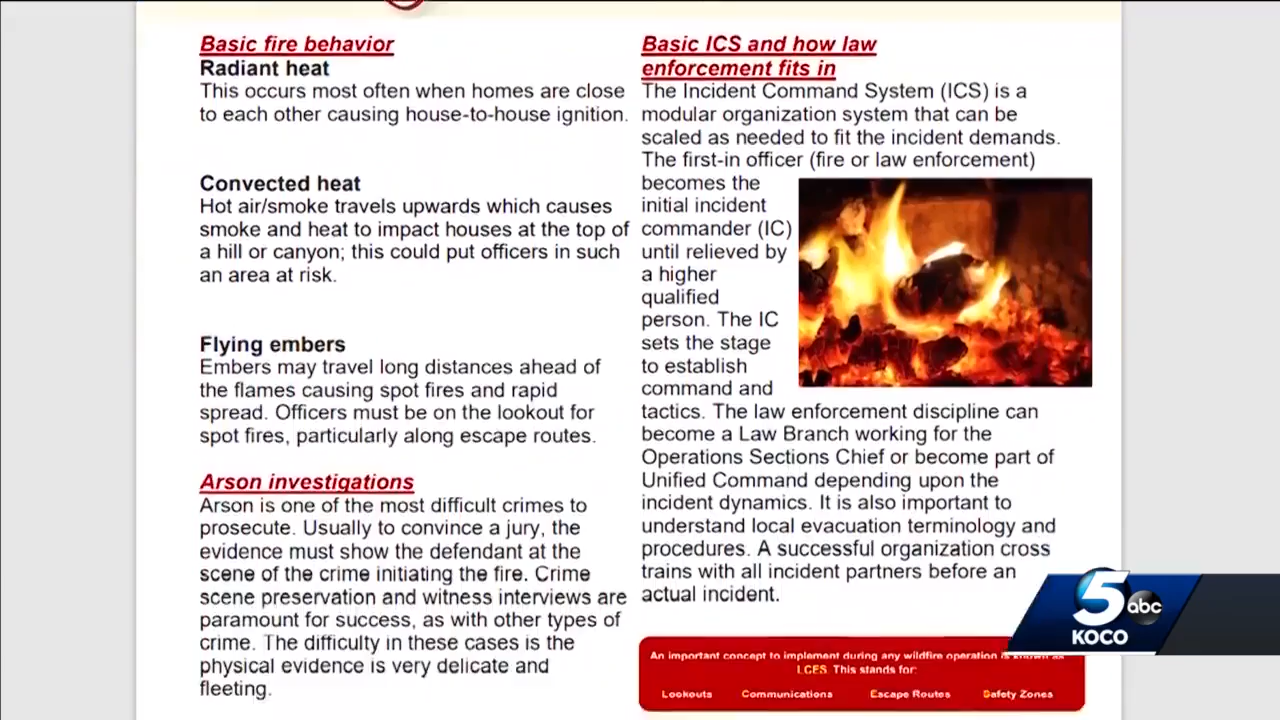 Basic fire behavior
Radiant heat
This occurs most often when homes are close
to each other causing house-to-house ignition.
Convected heat
Hot air/smoke travels upwards which causes
smoke and heat to impact houses at the top of
a hill or canyon; this could put officers in such
an area at risk.
Flying embers
Embers may travel long distances ahead of
the flames causing spot fires and rapid
spread. Officers must be on the lookout for
spot fires, particularly along escape routes.
Arson investigations
Arson is one of the most difficult crimes to
prosecute. Usually to convince a jury, the
evidence must show the defendant at the
scene of the crime initiating the fire. Crime
scene preservation and witness interviews are
paramount for success, as with other types of
crime. The difficulty in these cases is the
physical evidence is very delicate and
fleeting.
Basic ICS and how law
enforcement fits in
The Incident Command System (ICS) is a
modular organization system that can be
scaled as needed to fit the incident demands.
The first-in officer (fire or law enforcement)
becomes the
initial incident
commander (IC)
until relieved by
a higher
qualified
person. The IC
sets the stage
to establish
command and
tactics. The law enforcement discipline can
become a Law Branch working for the
Operations Sections Chief or become part of
Unified Command depending upon the
incident dynamics. It is also important to
understand local evacuation terminology and
procedures. A successful organization cross
trains with all incident partners before an
actual incident.
An important concept to implement during any wildfire operation is known as
LCES. This stands for:
Lookouts Communications Escape Routes Safety Zones
5 abc
KOCO